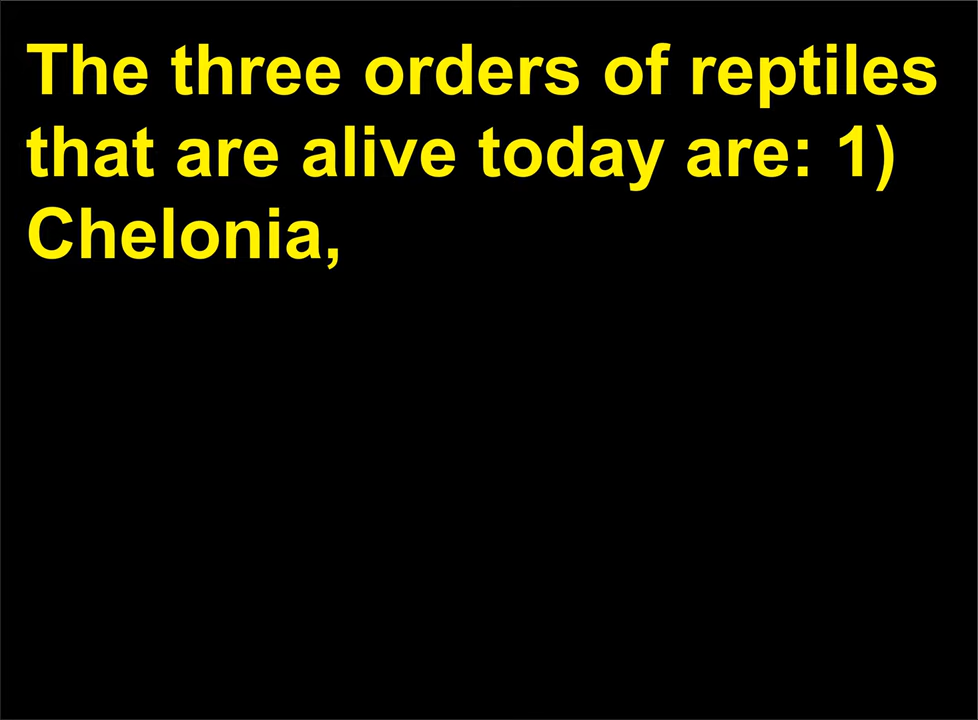 The three orders of reptiles
that are alive today are: 1)
Chelonia,